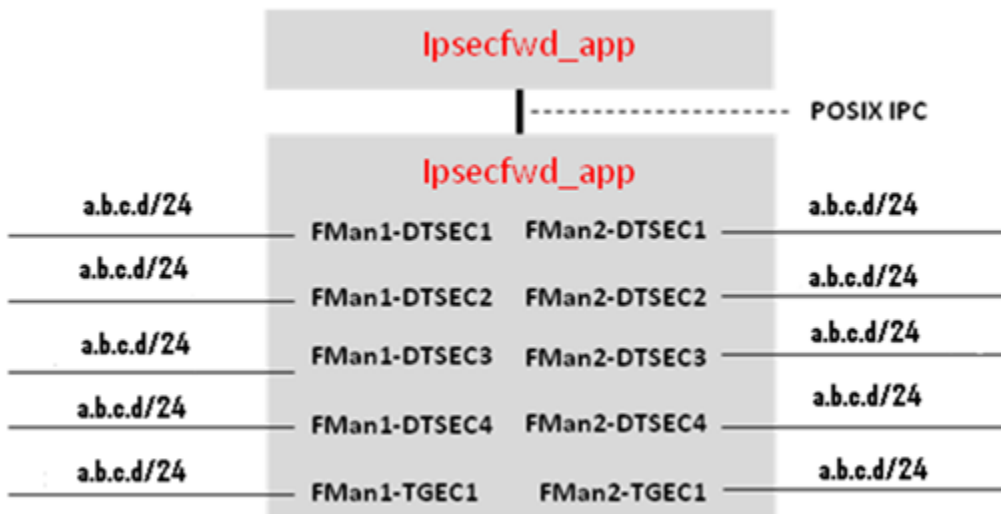 Ipsecfwd_app
POSIX IPC
Ipsecfwd_app
a.b.c.d/24
FMan1-DTSEC1
FMan2-DTSEC1
a.b.c.d/24
a.b.c.d/24
FMan1-DTSEC2
FMan2-DTSEC2
a.b.c.d/24
a.b.c.d/24
FMan1-DTSEC3
FMan2-DTSEC3
a.b.c.d/24
a.b.c.d/24
FMan1-DTSEC4
FMan2-DTSEC4
a.b.c.d/24
a.b.c.d/24
FMan1-TGEC1
FMan2-TGEC1
a.b.c.d/24